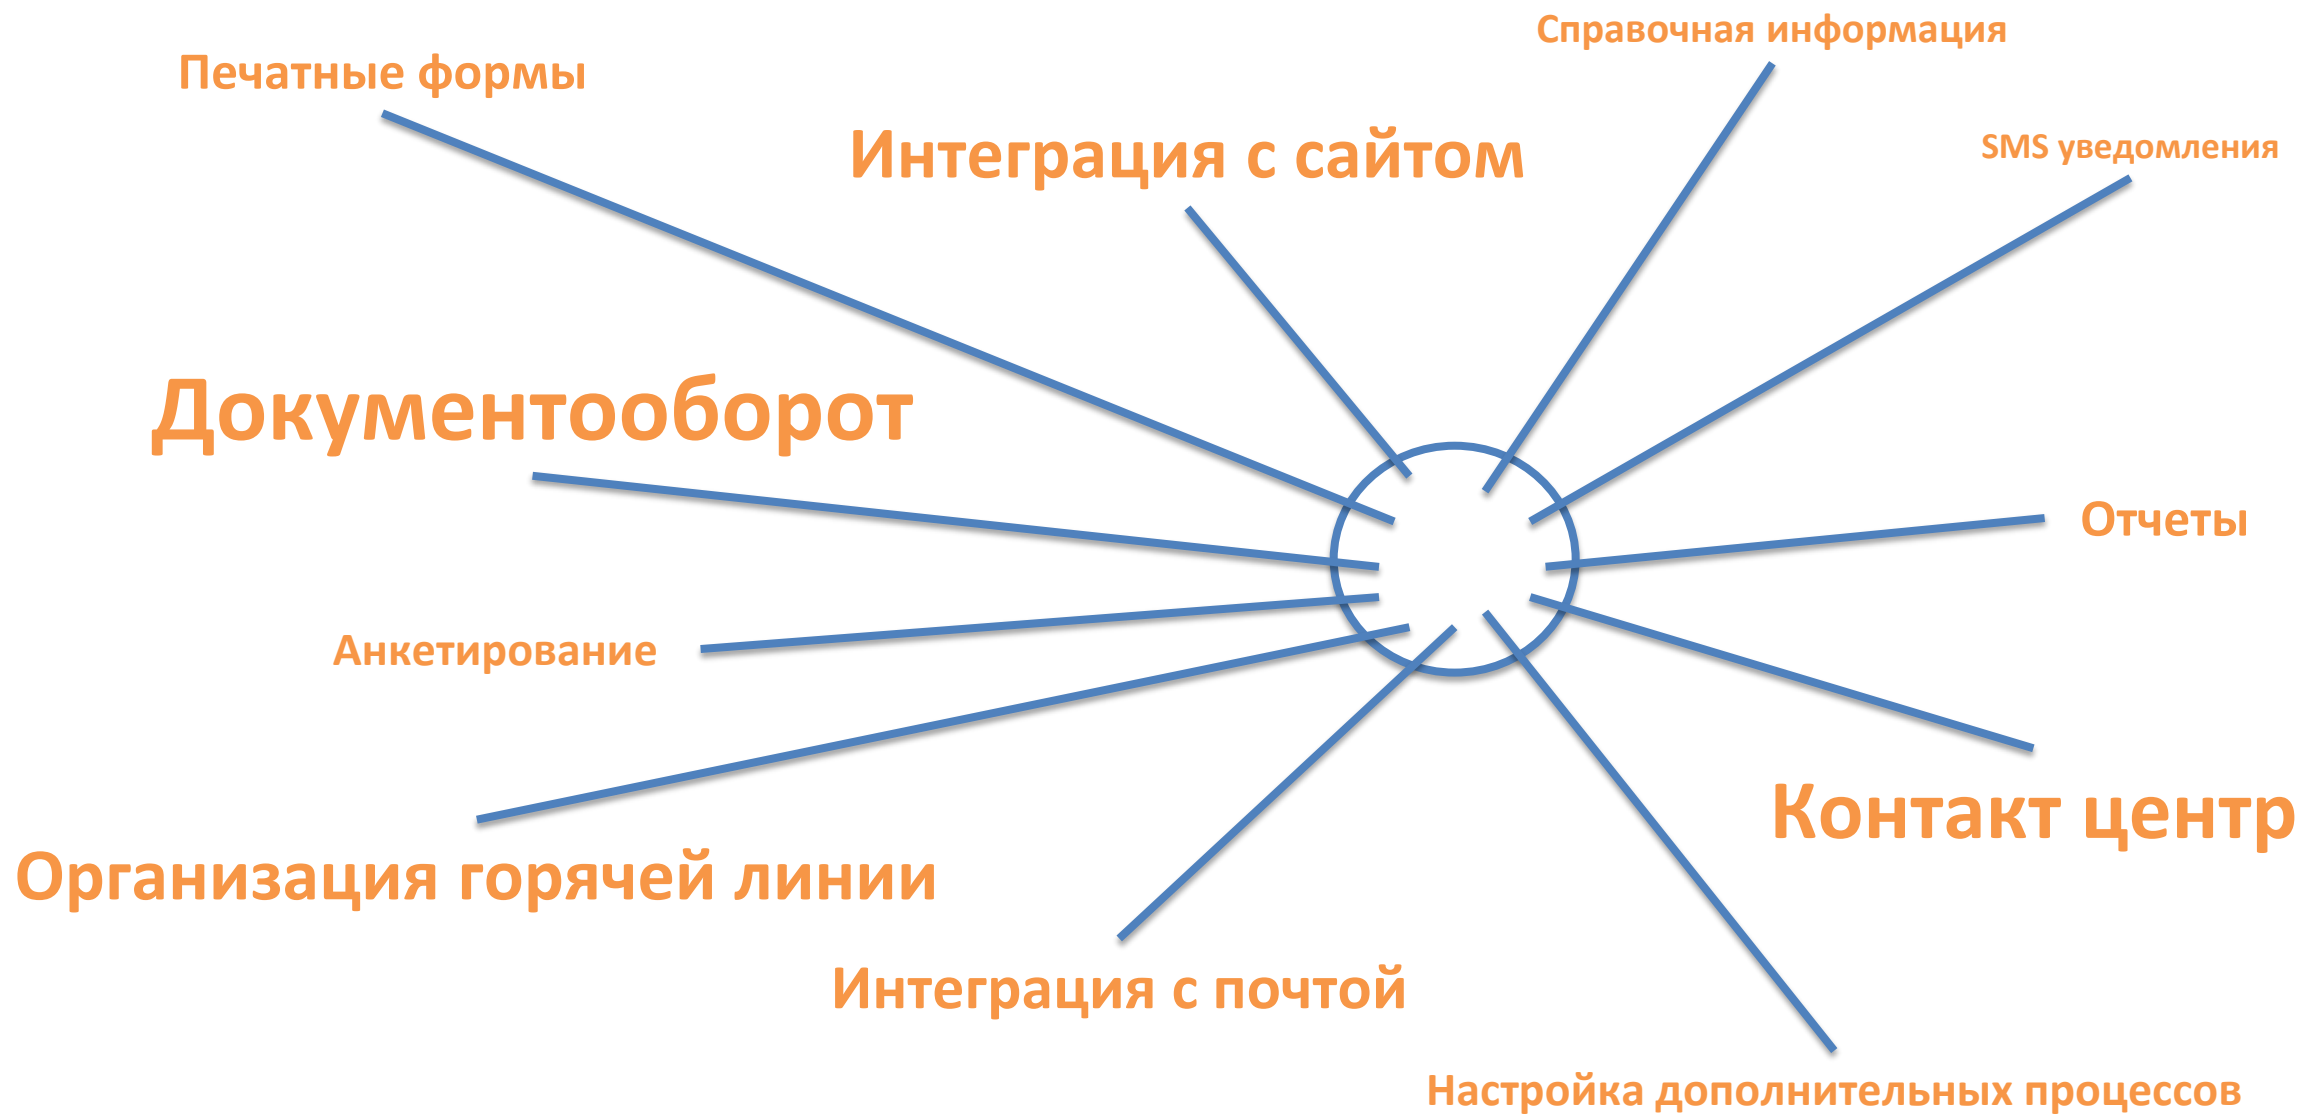 Справочная информация
Печатные формы
Интеграция с сайтом
SMS уведомления
Документооборот
Отчеты
Анкетирование
Контакт центр
Организация горячей линии
Интеграция с почтой
Настройка дополнительных процессов